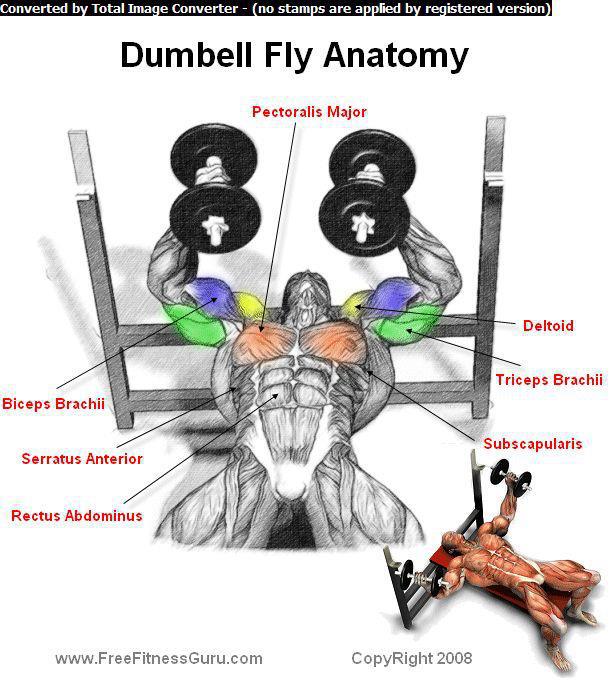 Converted by Total Image Converter - (no stamps are applied by registered version)
Dumbell Fly Anatomy
Pectoralis Major
Deltoid
Triceps Brachii
Biceps Brachii
Subscapularis
Serratus Anterior
Rectus Abdominus
www.FreeFitnessGuru.com CopyRight 2008